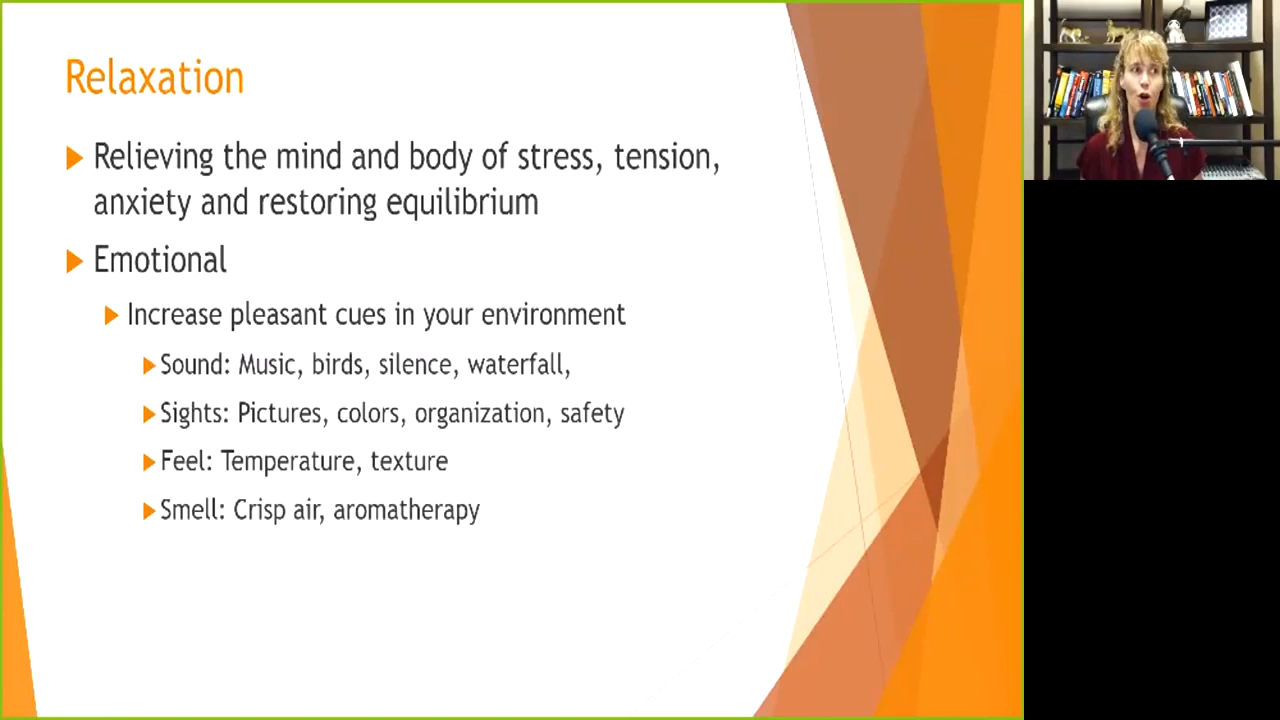 Relaxation
Relieving the mind and body of stress, tension,
anxiety and restoring equilibrium
Emotional
Increase pleasant cues in your environment
Sound: Music, birds, silence, waterfall,
Sights: Pictures, colors, organization, safety
Feel: Temperature, texture
Smell: Crisp air, aromatherapy